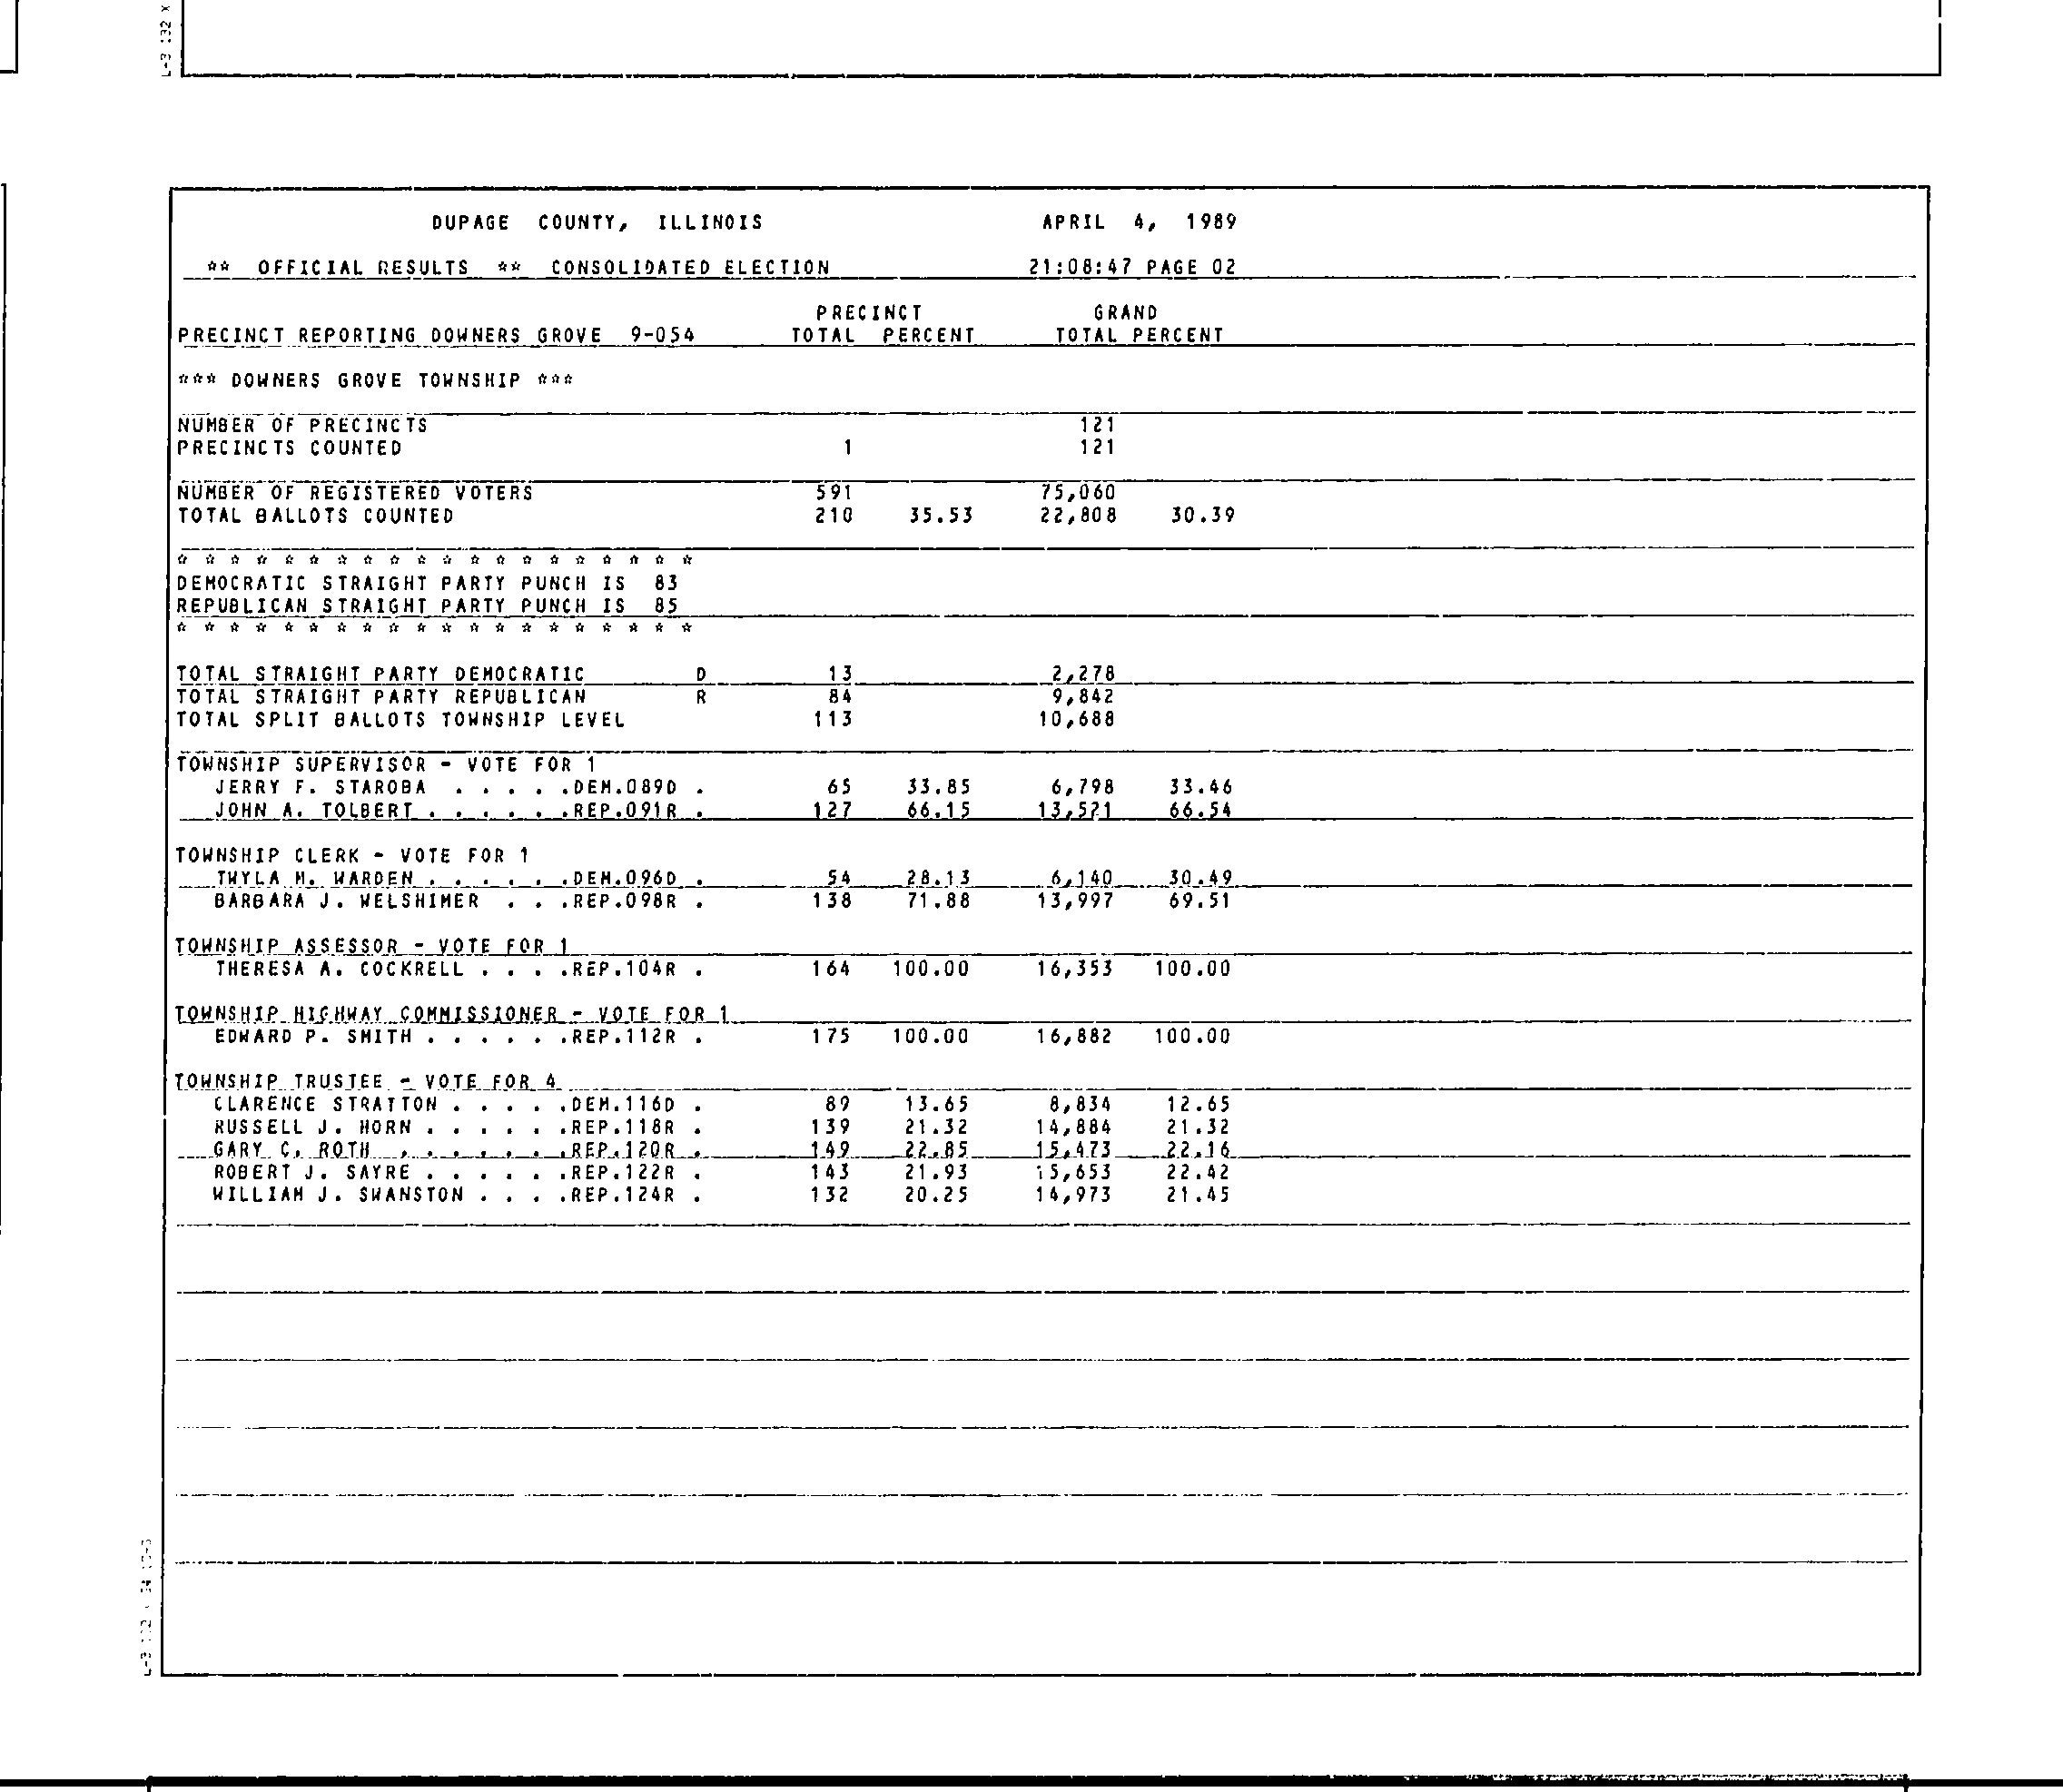 L-B 132 X
DUPAGE COUNTY, ILLINOIS APRIL 4, 1989
** OFFICIAL RESULTS ** CONSOLIDATED ELECTION 21:08:47 PAGE 02
PRECINCT GRAND
PRECINCT REPORTING DOWNERS GROVE 9-054 TOTAL PERCENT TOTAL PERCENT
*** DOWNERS GROVE TOWNSHIP ***
NUMBER OF PRECINCTS 121
PRECINCTS COUNTED 1 121
NUMBER OF REGISTERED VOTERS 591 75,060
TOTAL BALLOTS COUNTED 210 35.53 22,808 30.39
* * * * * * * * * * * * * * * * * * * *
DEMOCRATIC STRAIGHT PARTY PUNCH IS 83
REPUBLICAN STRAIGHT PARTY PUNCH IS 85
* * * * * * * * * * * * * * * * * * * *
TOTAL STRAIGHT PARTY DEMOCRATIC D 13 2,278
TOTAL STRAIGHT PARTY REPUBLICAN R 84 9,842
TOTAL SPLIT BALLOTS TOWNSHIP LEVEL 113 10,688
TOWNSHIP SUPERVISOR - VOTE FOR 1
JERRY F. STAROBA . . . . .DEM.089D . 65 33.85 6,798 33.46
JOHN A. TOLBERT . . . . . .REP.091R . 127 66.15 13,521 66.54
TOWNSHIP CLERK - VOTE FOR 1
TWYLA M. WARDEN . . . . . .DEM.096D . 54 28.13 6,140 30.49
BARBARA J. WELSHIMER . . .REP.098R . 138 71.88 13,997 69.51
TOWNSHIP ASSESSOR - VOTE FOR 1
THERESA A. COCKRELL . . . .REP.104R . 164 100.00 16,353 100.00
TOWNSHIP HIGHWAY COMMISSIONER - VOTE FOR 1
EDWARD P. SMITH . . . . . .REP.112R . 175 100.00 16,882 100.00
TOWNSHIP TRUSTEE - VOTE FOR 4
CLARENCE STRATTON . . . . .DEM.116D . 89 13.65 8,834 12.65
RUSSELL J. HORN . . . . . .REP.118R . 139 21.32 14,884 21.32
GARY C. ROTH . . . . . . .REP.120R . 149 22.85 15,473 22.16
ROBERT J. SAYRE . . . . . .REP.122R . 143 21.93 15,653 22.42
WILLIAM J. SWANSTON . . . .REP.124R . 132 20.25 14,973 21.45